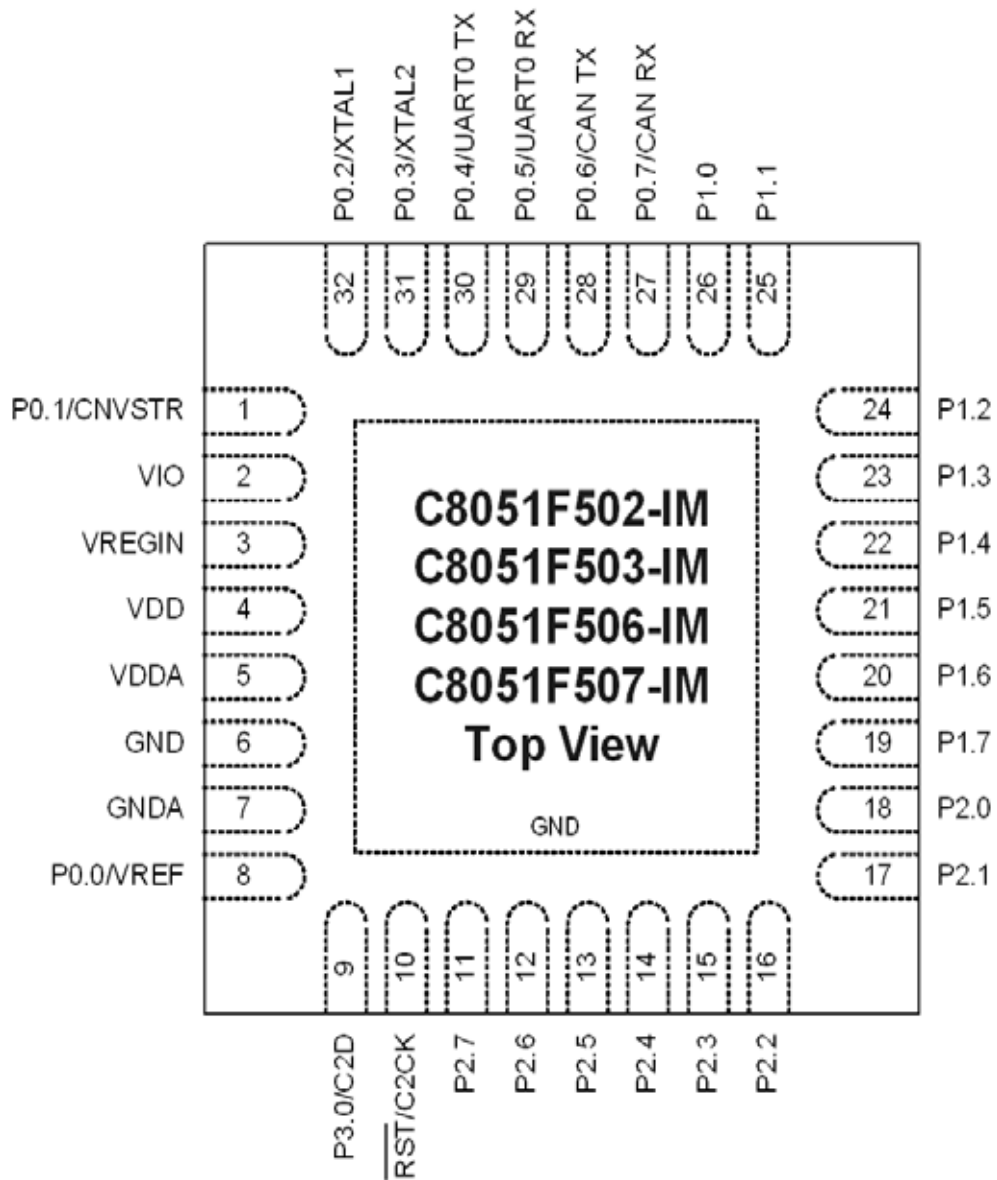 P0.2/XTAL1
P0.3/XTAL2
P0.4/UART0 TX
P0.5/UART0 RX
P0.6/CAN TX
P0.7/CAN RX
P1.0
P1.1
32
31
30
29
28
27
26
25
P0.1/CNVSTR
1
VIO
2
VREGIN
3
VDD
4
VDDA
5
GND
6
GNDA
7
P0.0/VREF
8
C8051F502-IM
C8051F503-IM
C8051F506-IM
C8051F507-IM
Top View
GND
24
P1.2
23
P1.3
22
P1.4
21
P1.5
20
P1.6
19
P1.7
18
P2.0
17
P2.1
9
10
11
12
13
14
15
16
P3.0/C2D
RST/C2CK
P2.7
P2.6
P2.5
P2.4
P2.3
P2.2